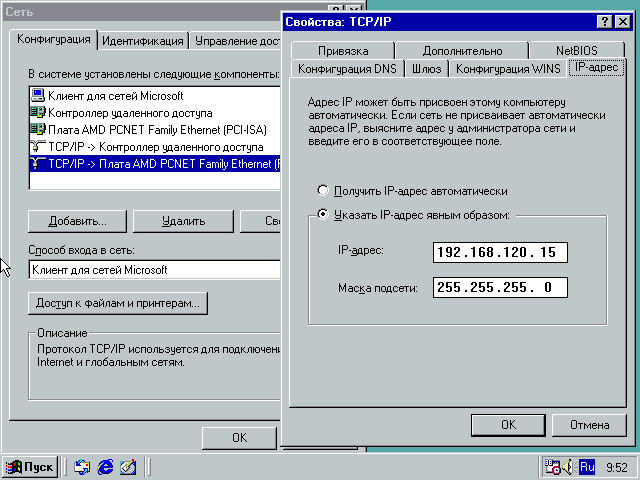 Сеть
Конфигурация
Идентификация
Управление дос
В системе установлены следующие компоненты:
Клиент для сетей Microsoft
Контроллер удаленного доступа
Плата AMD PCNET Family Ethernet (PCI-ISA)
TCP/IP -> Контроллер удаленного доступа
TCP/IP -> Плата AMD PCNET Family Ethernet (P
Добавить...
Удалить
Сво
Способ входа в сеть:
Клиент для сетей Microsoft
Доступ к файлам и принтерам...
Описание
Протокол TCP/IP используется для подключени
Internet и глобальным сетям.
OK
Свойства: TCP/IP
Привязка
Дополнительно
NetBIOS
Конфигурация DNS
Шлюз
Конфигурация WINS
IP-адрес
Адрес IP может быть присвоен этому компьютеру
автоматически. Если сеть не присваивает автоматически
адреса IP, выясните адрес у администратора сети и
введите его в соответствующее поле.
Получить IP-адрес автоматически
Указать IP-адрес явным образом:
IP-адрес:
192.168.120. 15
Маска подсети:
255.255.255. 0
OK
Отмена
Пуск
Ru
9:52